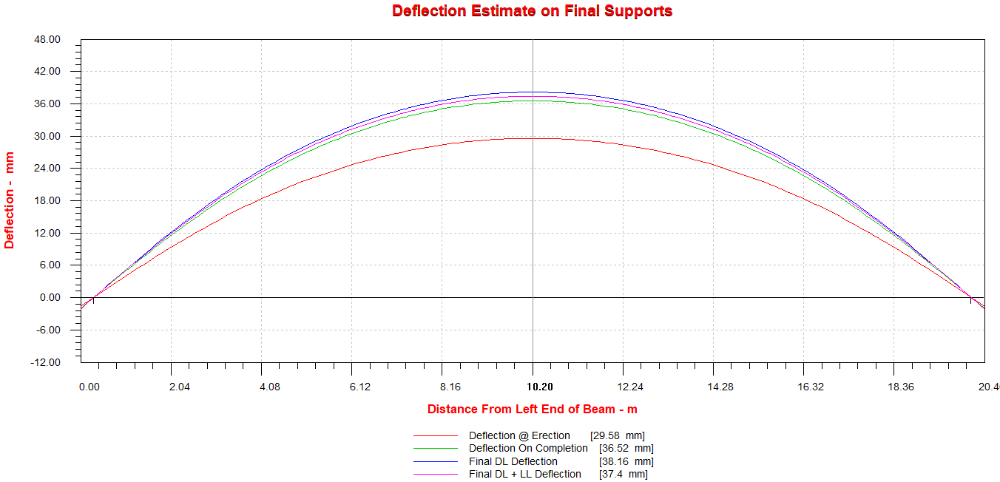 Deflection Estimate on Final Supports
48.00
42.00
36.00
30.00
24.00
18.00
12.00
6.00
0.00
-6.00
-12.00
Deflection - mm
0.00 2.04 4.08 6.12 8.16 10.20 12.24 14.28 16.32 18.36 20.4
Distance From Left End of Beam - m
Deflection @ Erection [29.58 mm]
Deflection On Completion [36.52 mm]
Final DL Deflection [38.16 mm]
Final DL + LL Deflection [37.4 mm]